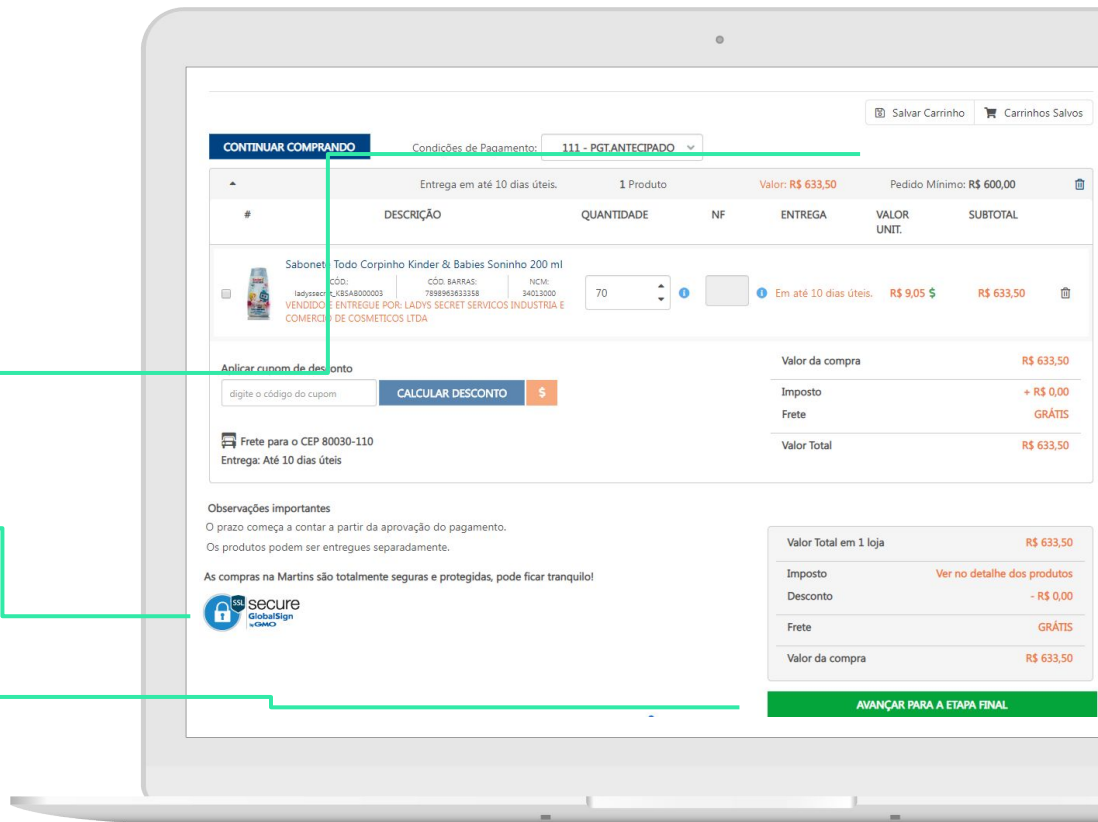 Salvar Carrinho Carrinhos Salvos
CONTINUAR COMPRANDO Condições de Pagamento: 111 - PGT.ANTECIPADO
Entrega em até 10 dias úteis. 1 Produto Valor: R$ 633,50 Pedido Mínimo: R$ 600,00
# DESCRIÇÃO QUANTIDADE NF ENTREGA VALOR UNIT. SUBTOTAL
Sabonete Todo Corpinho Kinder & Babies Soninho 200 ml
CÓD.: CÓD. BARRAS: NCM:
ladyssecret_KBSAB000003 7898963633358 34013000
VENDIDO E ENTREGUE POR: LADYS SECRET SERVICOS INDUSTRIA E
COMERCIO DE COSMETICOS LTDA
70 Em até 10 dias úteis. R$ 9,05 $ R$ 633,50
Aplicar cupom de desconto
digite o código do cupom CALCULAR DESCONTO $
Frete para o CEP 80030-110
Entrega: Até 10 dias úteis
Valor da compra R$ 633,50
Imposto + R$ 0,00
Frete GRÁTIS
Valor Total R$ 633,50
Observações importantes
O prazo começa a contar a partir da aprovação do pagamento.
Os produtos podem ser entregues separadamente.
As compras na Martins são totalmente seguras e protegidas, pode ficar tranquilo!
SSL secure
GlobalSign
by GMO
Valor Total em 1 loja R$ 633,50
Imposto Ver no detalhe dos produtos
Desconto - R$ 0,00
Frete GRÁTIS
Valor da compra R$ 633,50
AVANÇAR PARA A ETAPA FINAL